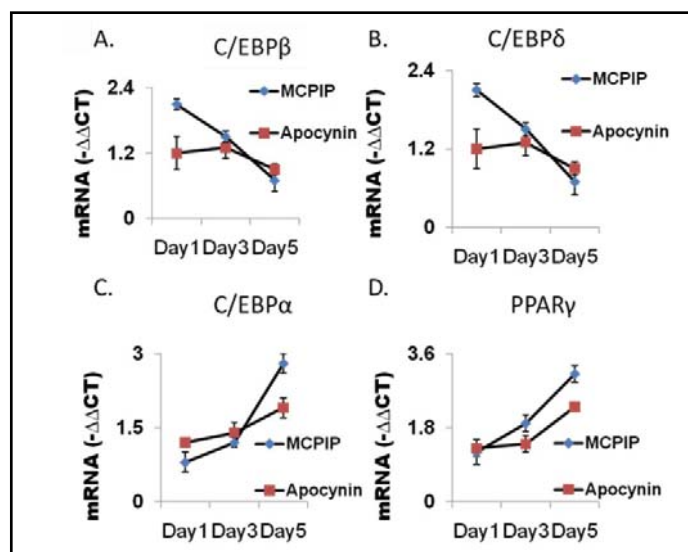 A.
C/EBPβ
mRNA (-ΔΔCT)
2.4
1.2
0
MCPIP
Apocynin
Day1 Day3 Day5
B.
C/EBPδ
mRNA (-ΔΔCT)
2.4
1.2
0
MCPIP
Apocynin
Day1 Day3 Day5
C.
C/EBPα
mRNA (-ΔΔCT)
3
1.5
0
MCPIP
Apocynin
Day1 Day3 Day5
D.
PPARγ
mRNA (-ΔΔCT)
3.6
1.8
0
MCPIP
Apocynin
Day1 Day3 Day5